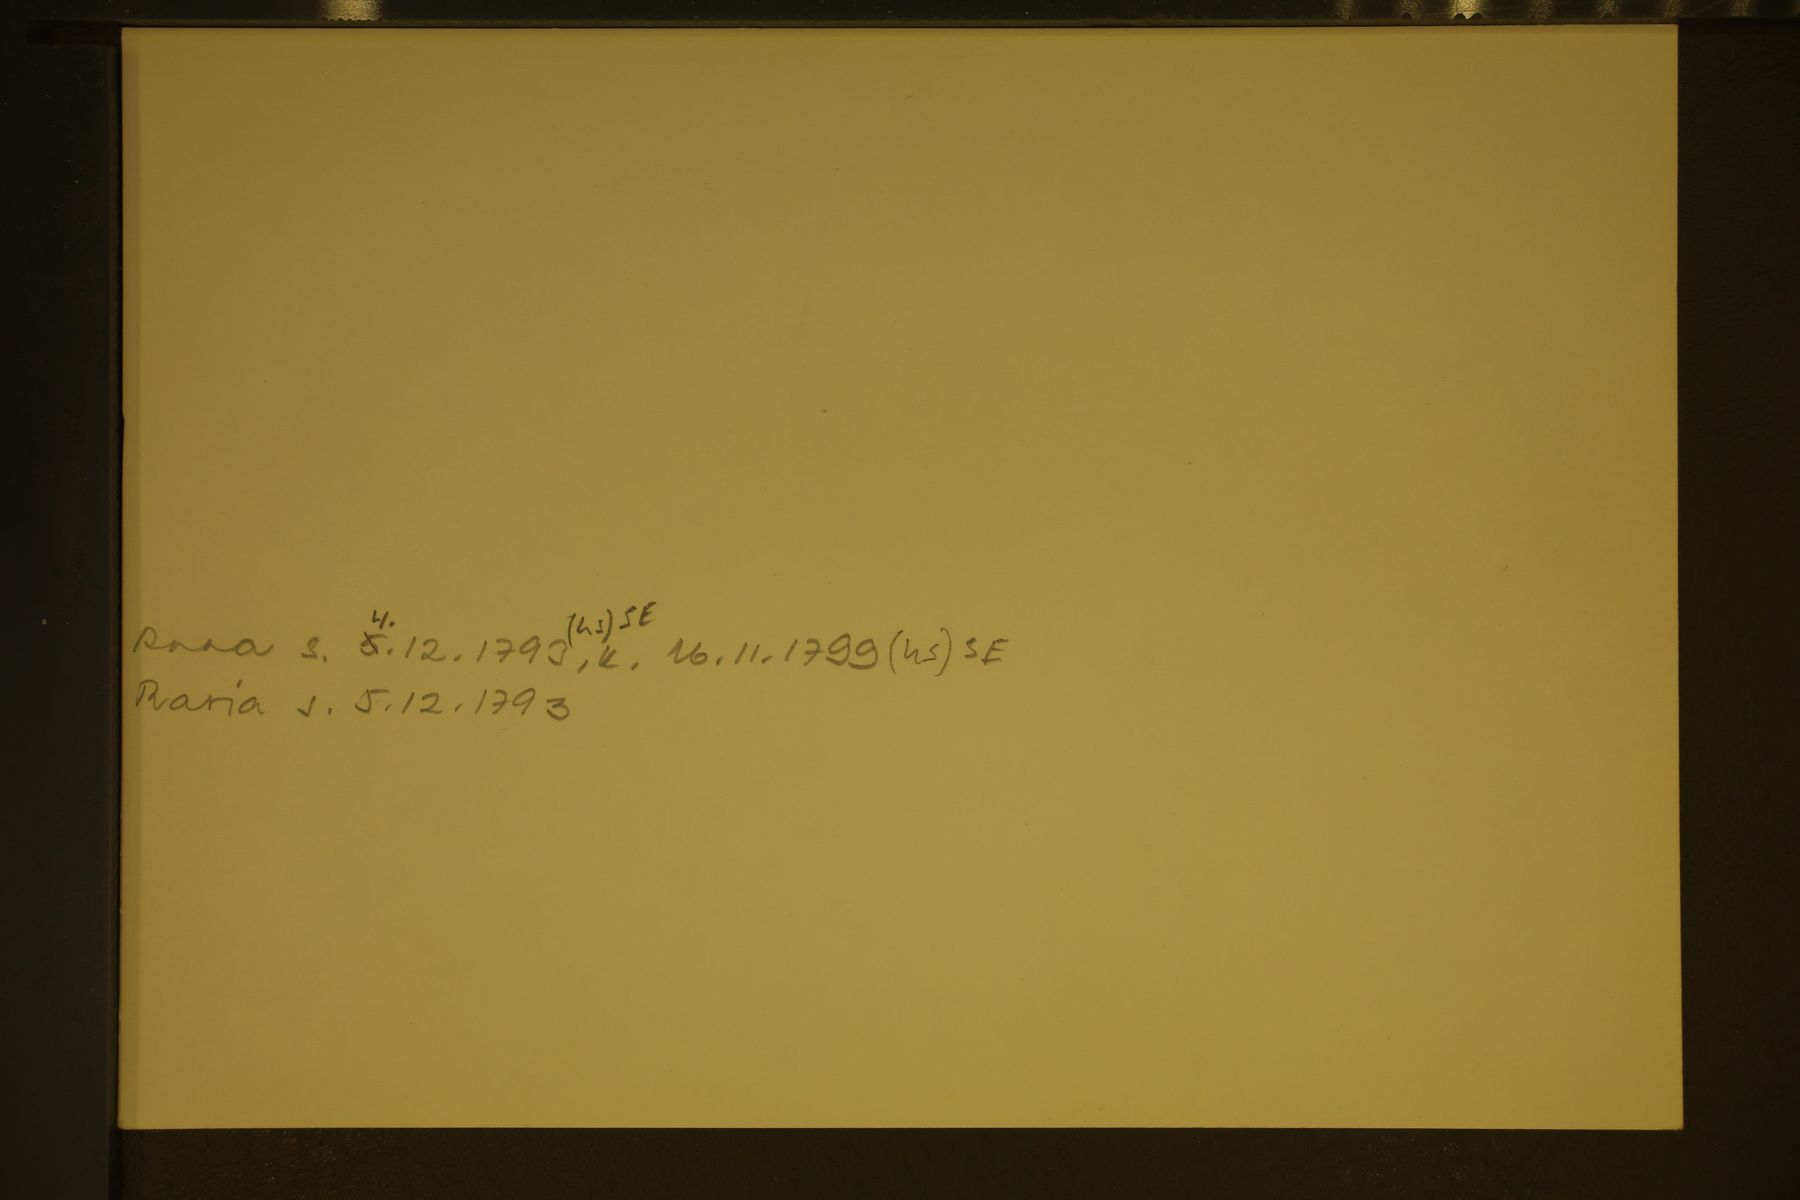 Anna s. 4. 5.12.1793 (hs) SE, k. 16.11.1799 (hs) SE
Maria s. 5.12.1793